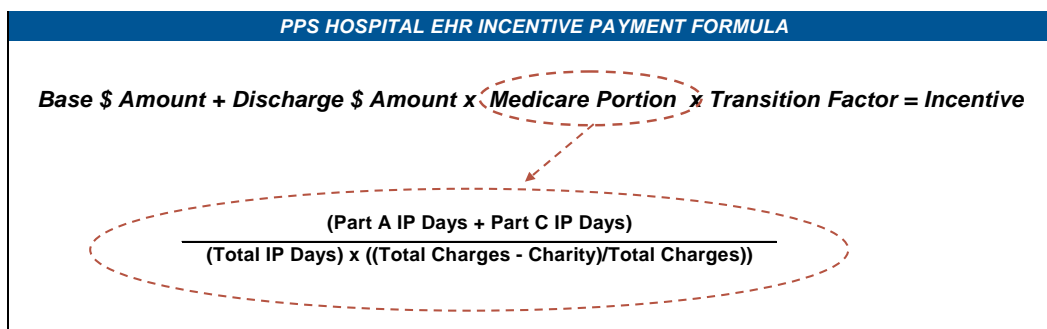 PPS HOSPITAL EHR INCENTIVE PAYMENT FORMULA
Base $ Amount + Discharge $ Amount x Medicare Portion x Transition Factor = Incentive
(Part A IP Days + Part C IP Days)
(Total IP Days) x ((Total Charges - Charity)/Total Charges))